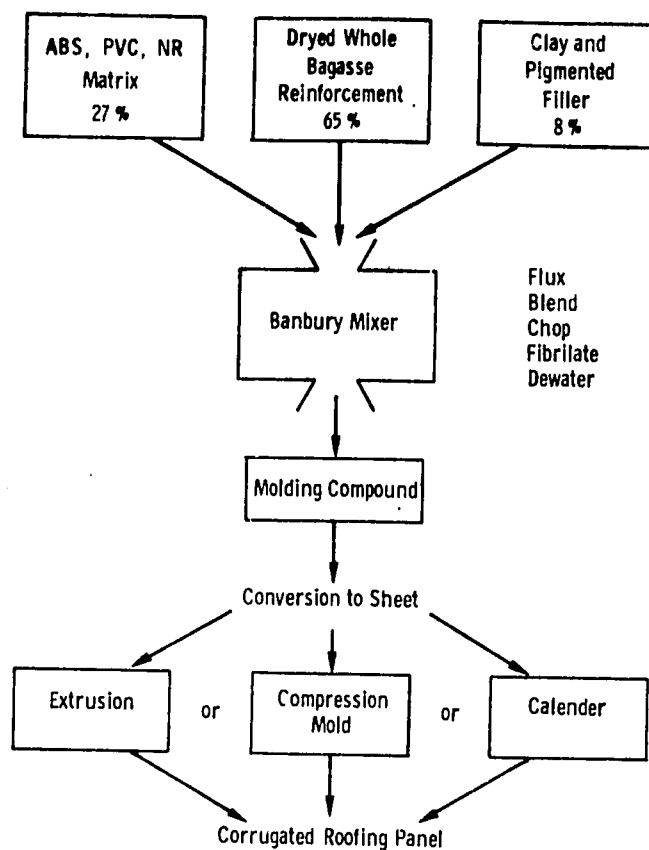 ABS, PVC, NR
Matrix
27 %
Dryed Whole
Bagasse
Reinforcement
65 %
Clay and
Pigmented
Filler
8 %
Banbury Mixer
Flux
Blend
Chop
Fibrilate
Dewater
Molding Compound
Conversion to Sheet
Extrusion
or
Compression
Mold
or
Calender
Corrugated Roofing Panel